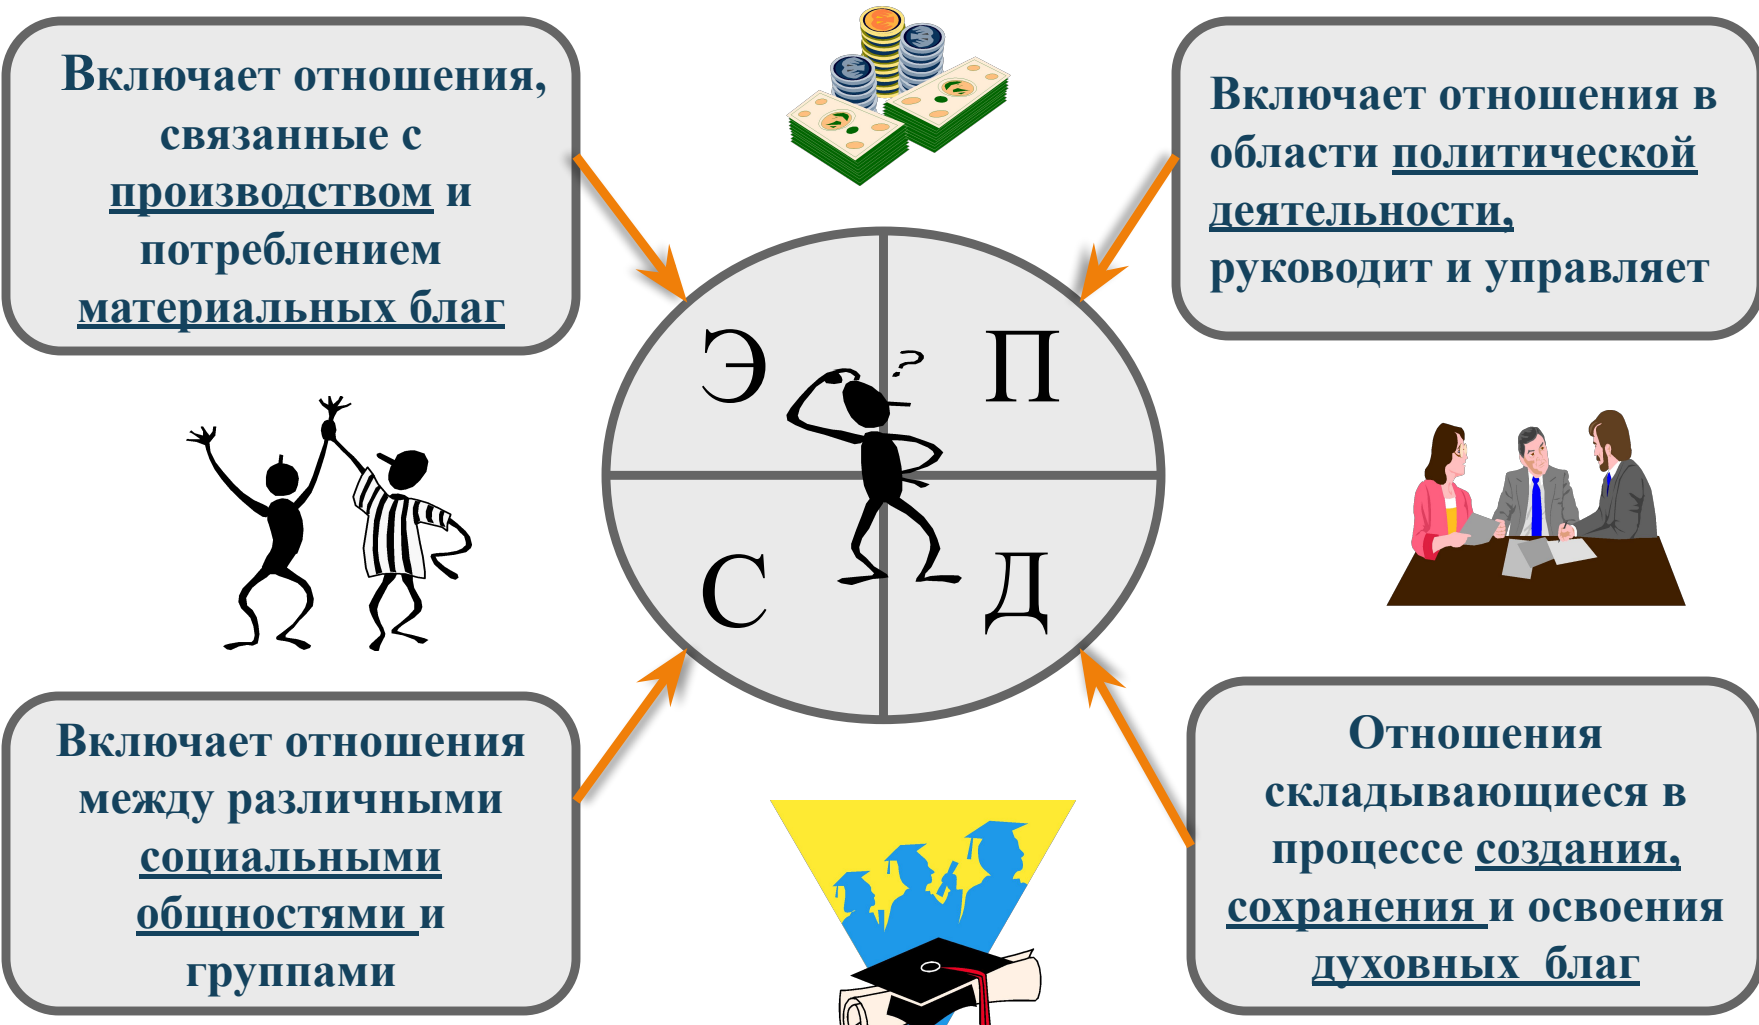 Включает отношения,
связанные с
производством и
потреблением
материальных благ
Включает отношения в
области политической
деятельности,
руководит и управляет
Э
П
?
С
Д
Включает отношения
между различными
социальными
общностями и
группами
Отношения
складывающиеся в
процессе создания,
сохранения и освоения
духовных благ